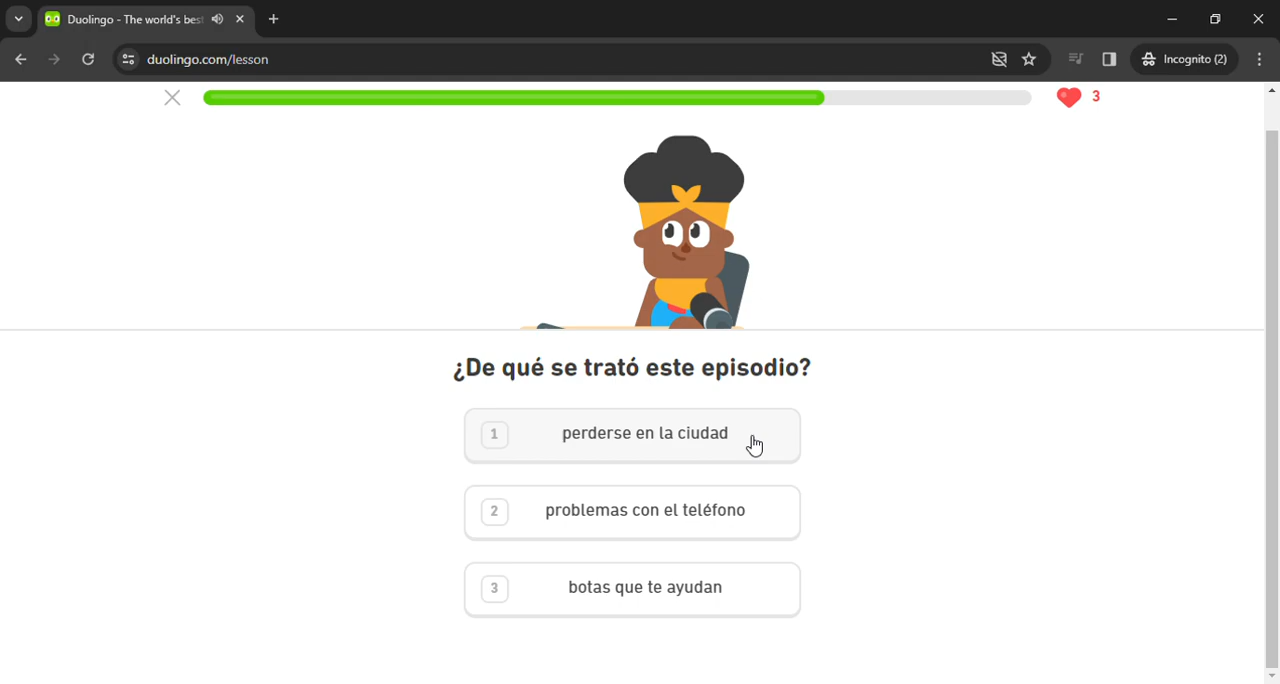 Duolingo - The world's bes
duolingo.com/lesson
Incognito (2)
3
¿De qué se trató este episodio?
1 perderse en la ciudad
2 problemas con el teléfono
3 botas que te ayudan